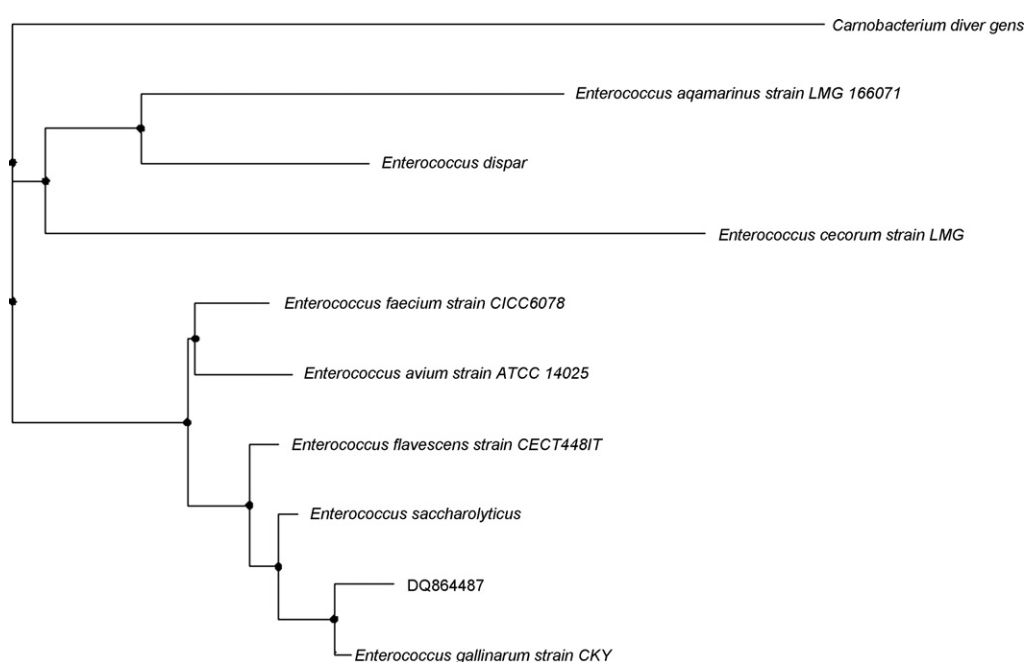 Carnobacterium diver gens
Enterococcus aqamarinus strain LMG 166071
Enterococcus dispar
Enterococcus cecorum strain LMG
Enterococcus faecium strain CICC6078
Enterococcus avium strain ATCC 14025
Enterococcus flavescens strain CECT448IT
Enterococcus saccharolyticus
DQ864487
Enterococcus gallinarum strain CKY